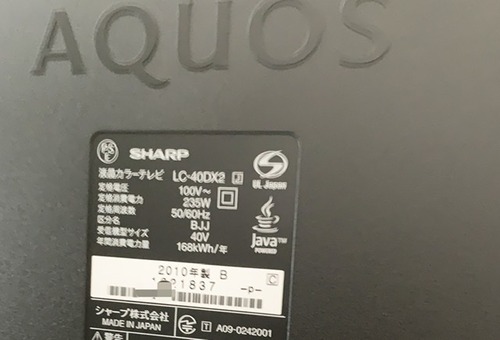 AQUOS
PSE
SHARP
液晶カラーテレビ LC-40DX2 J
UL Japan
定格電圧 100V~
定格消費電力 235W
定格周波数 50/60Hz
区分名 BJJ
受信機型サイズ 40V
年間消費電力量 168kWh/年
Java™
POWERED
2010年製 B C
21837 -p-
シャープ株式会社
MADE IN JAPAN
T A09-0242001
警告